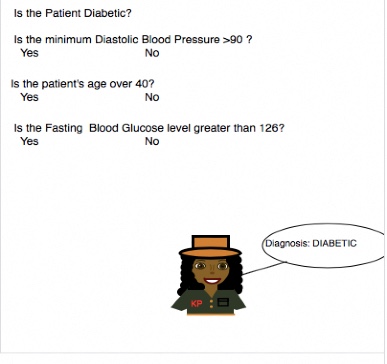 Is the Patient Diabetic?
Is the minimum Diastolic Blood Pressure >90 ?
Yes No
Is the patient's age over 40?
Yes No
Is the Fasting Blood Glucose level greater than 126?
Yes No
Diagnosis: DIABETIC
KP